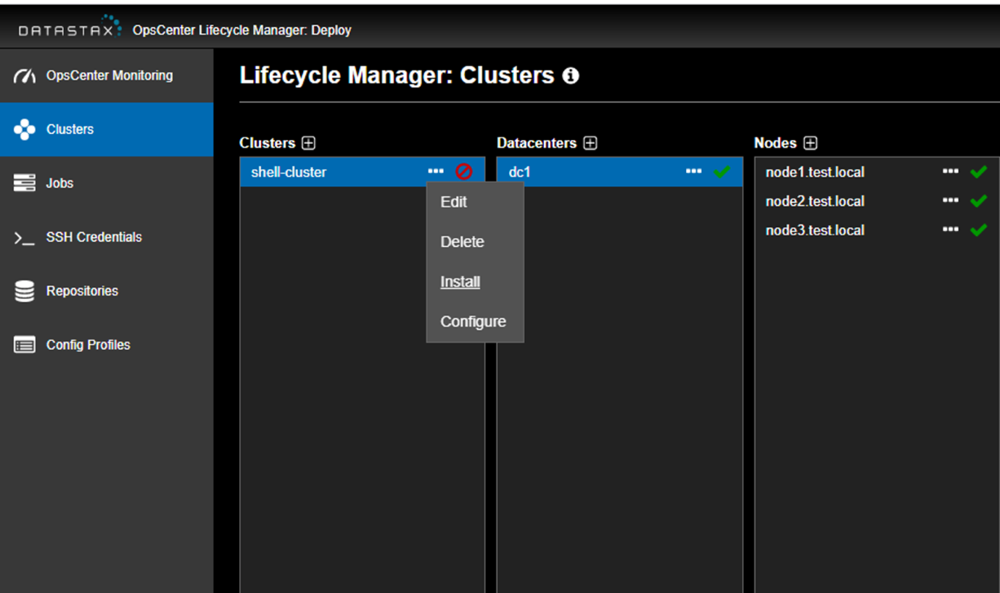 DATASTAX OpsCenter Lifecycle Manager: Deploy
OpsCenter Monitoring
Clusters
Jobs
SSH Credentials
Repositories
Config Profiles
Lifecycle Manager: Clusters
Clusters
shell-cluster
Edit
Delete
Install
Configure
Datacenters
dc1
Nodes
node1.test.local
node2.test.local
node3.test.local